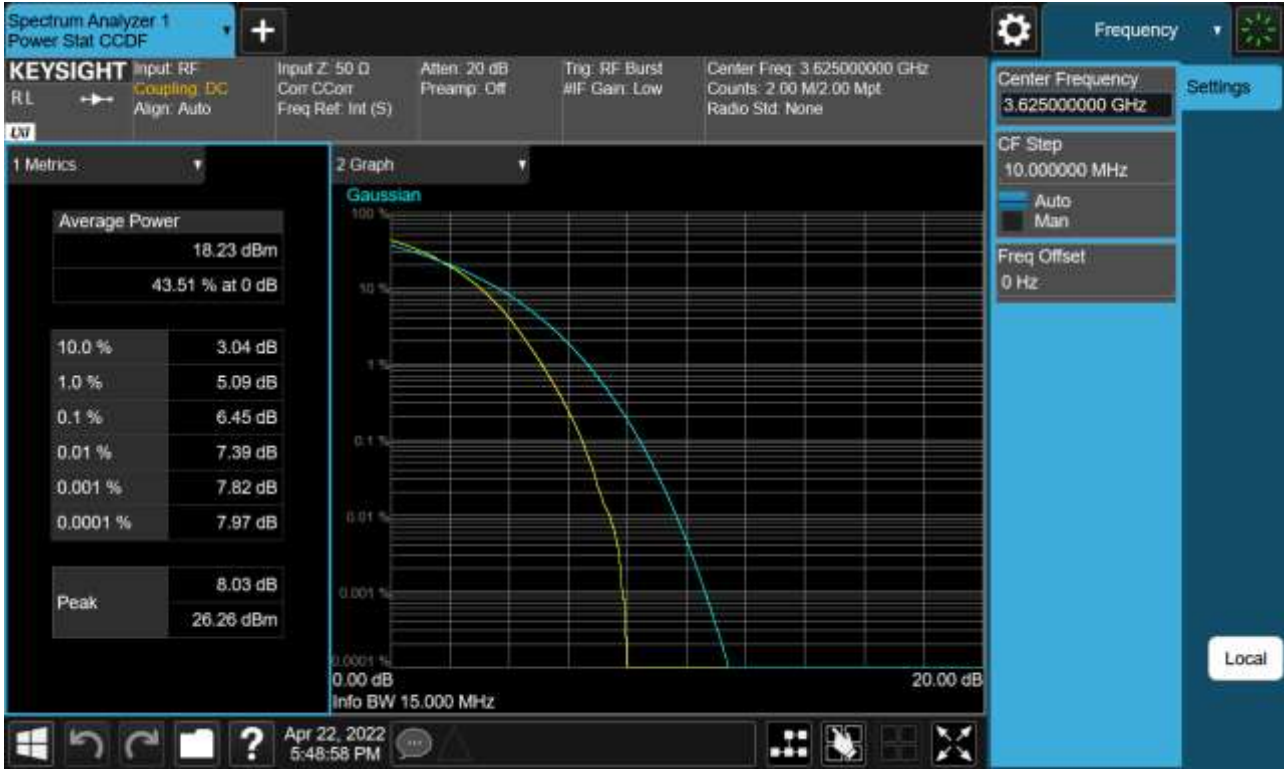 Spectrum Analyzer 1
Power Stat CCDF
+
Frequency
KEYSIGHT
RL
LXI
Input: RF
Coupling: DC
Align: Auto
Input Z: 50 Ω
Corr CCorr
Freq Ref: Int (S)
Atten: 20 dB
Preamp: Off
Trig: RF Burst
#IF Gain: Low
Center Freq: 3.625000000 GHz
Counts: 2.00 M/2.00 Mpt
Radio Std: None
Center Frequency
3.625000000 GHz
Settings
CF Step
10.000000 MHz
Auto
Man
Freq Offset
0 Hz
Local
1 Metrics
Average Power
18.23 dBm
43.51 % at 0 dB
10.0 % 3.04 dB
1.0 % 5.09 dB
0.1 % 6.45 dB
0.01 % 7.39 dB
0.001 % 7.82 dB
0.0001 % 7.97 dB
Peak
8.03 dB
26.26 dBm
2 Graph
Gaussian
100 %
10 %
1 %
0.1 %
0.01 %
0.001 %
0.0001 %
0.00 dB 20.00 dB
Info BW 15.000 MHz
?
Apr 22, 2022
5:48:58 PM